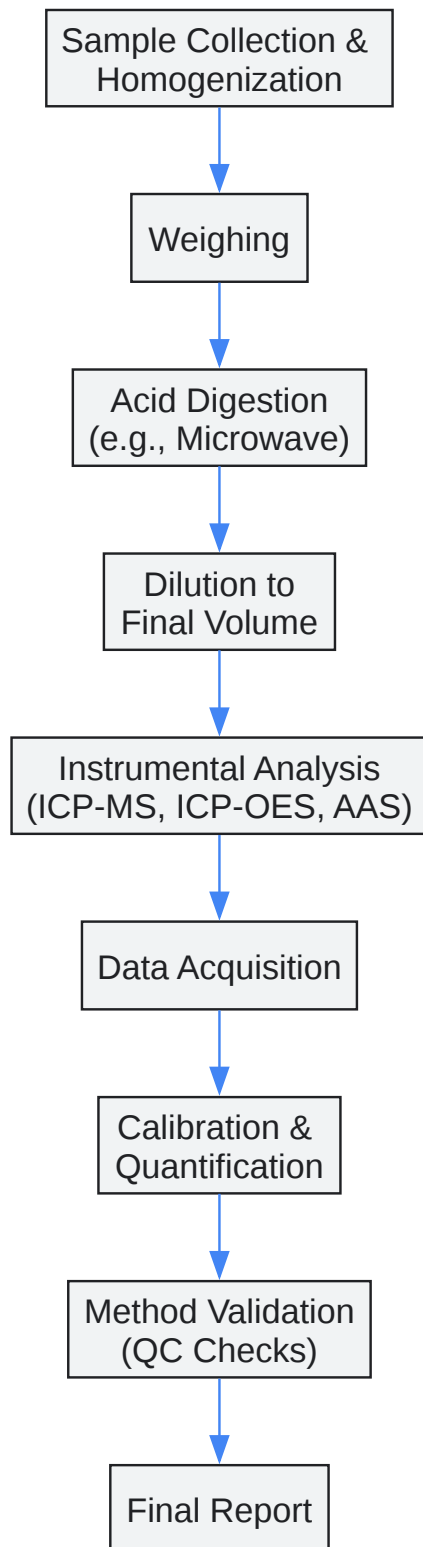 Sample Collection &
Homogenization
Weighing
Acid Digestion
(e.g., Microwave)
Dilution to
Final Volume
Instrumental Analysis
(ICP-MS, ICP-OES, AAS)
Data Acquisition
Calibration &
Quantification
Method Validation
(QC Checks)
Final Report